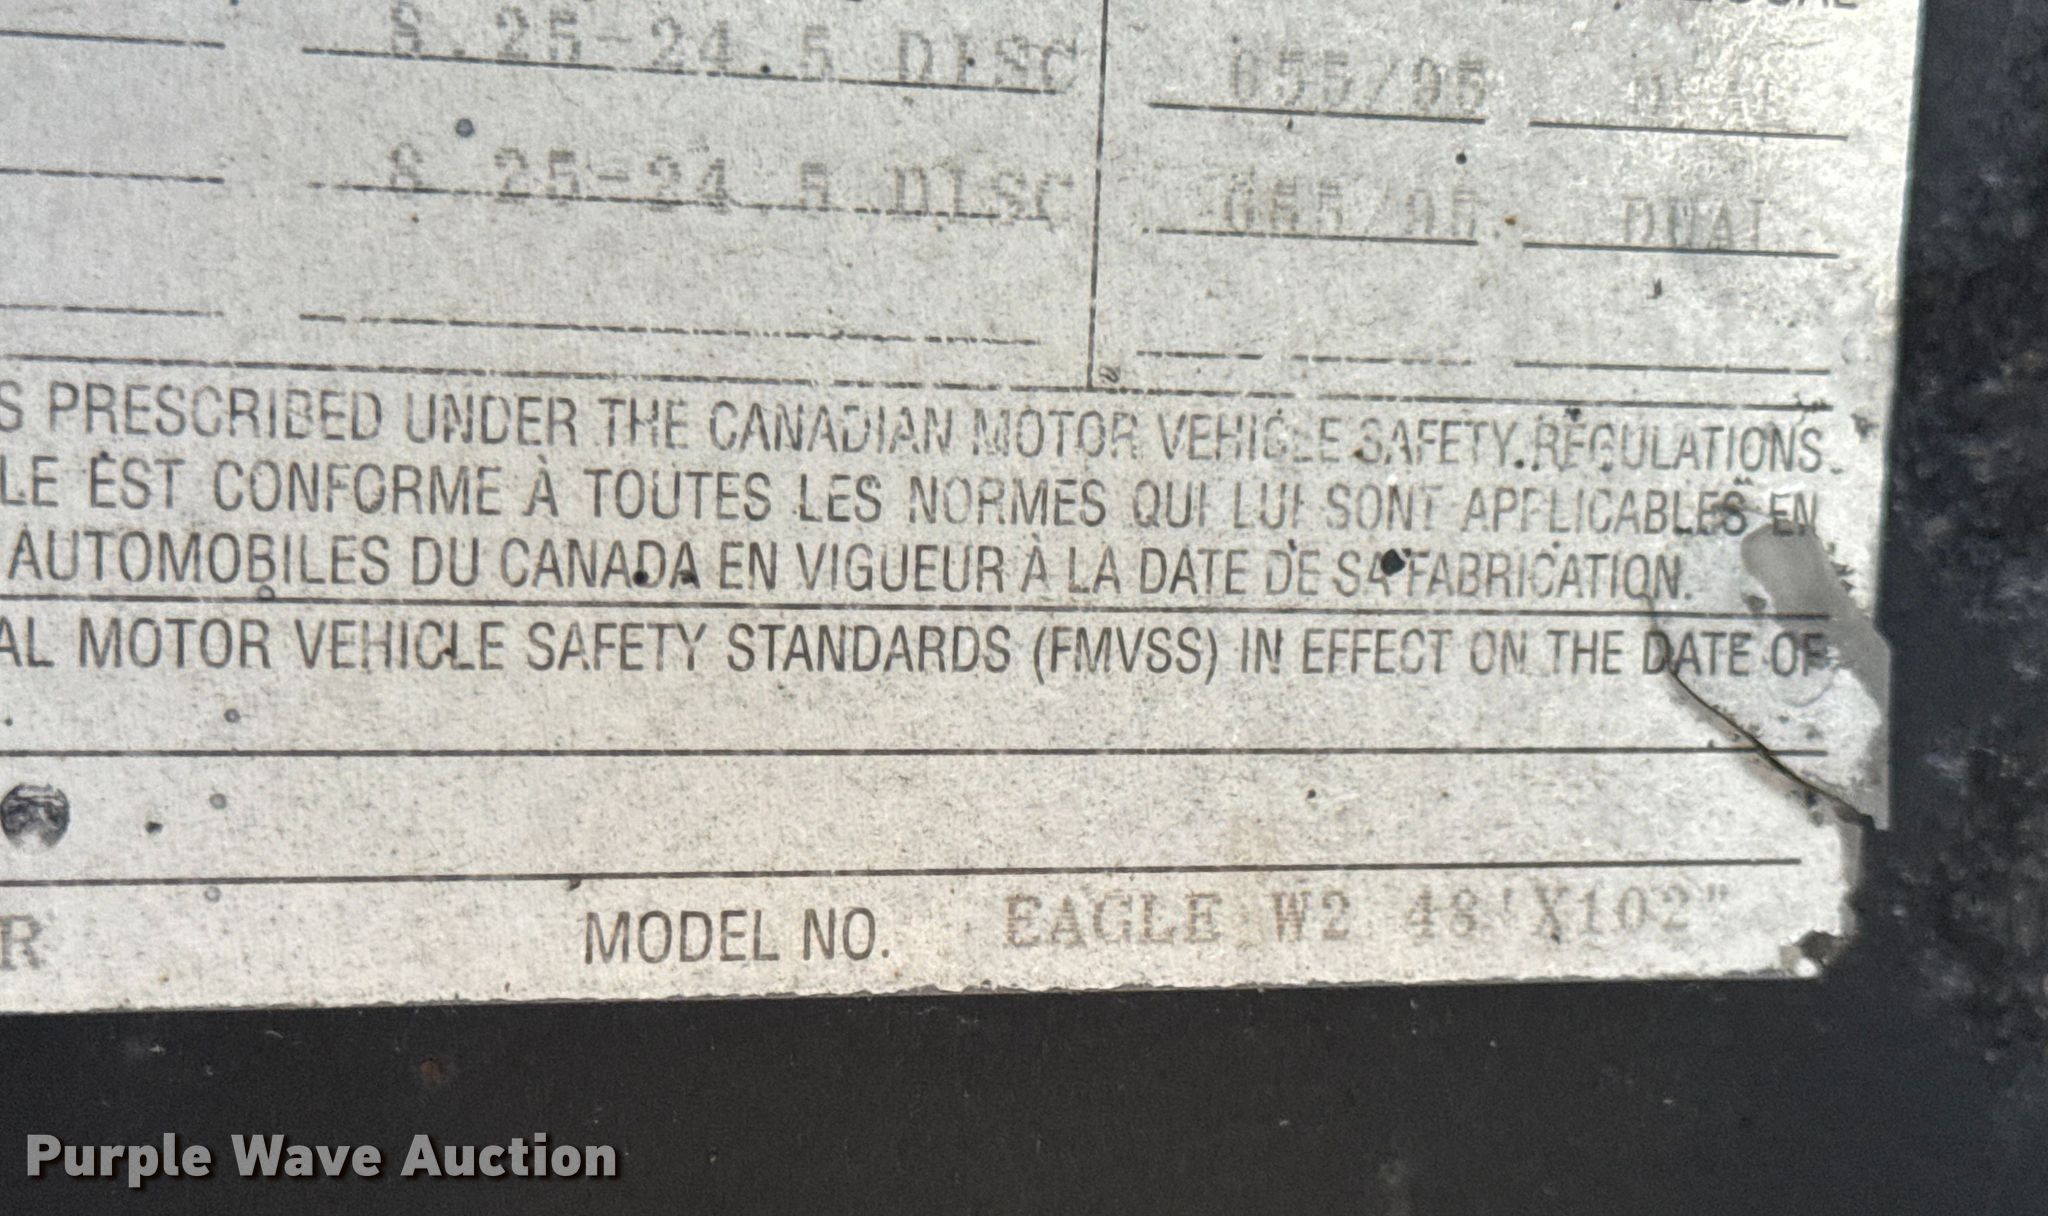 8.25-24.5 DISC 655/95 DUAL
8.25-24.5 DISC 655/95 DUAL
S PRESCRIBED UNDER THE CANADIAN MOTOR VEHICLE SAFETY REGULATIONS.
LE EST CONFORME À TOUTES LES NORMES QUI LUI SONT APPLICABLES EN
AUTOMOBILES DU CANADA EN VIGUEUR À LA DATE DE SA FABRICATION.
AL MOTOR VEHICLE SAFETY STANDARDS (FMVSS) IN EFFECT ON THE DATE OF
R MODEL NO. EAGLE W2 48'X102"
Purple Wave Auction